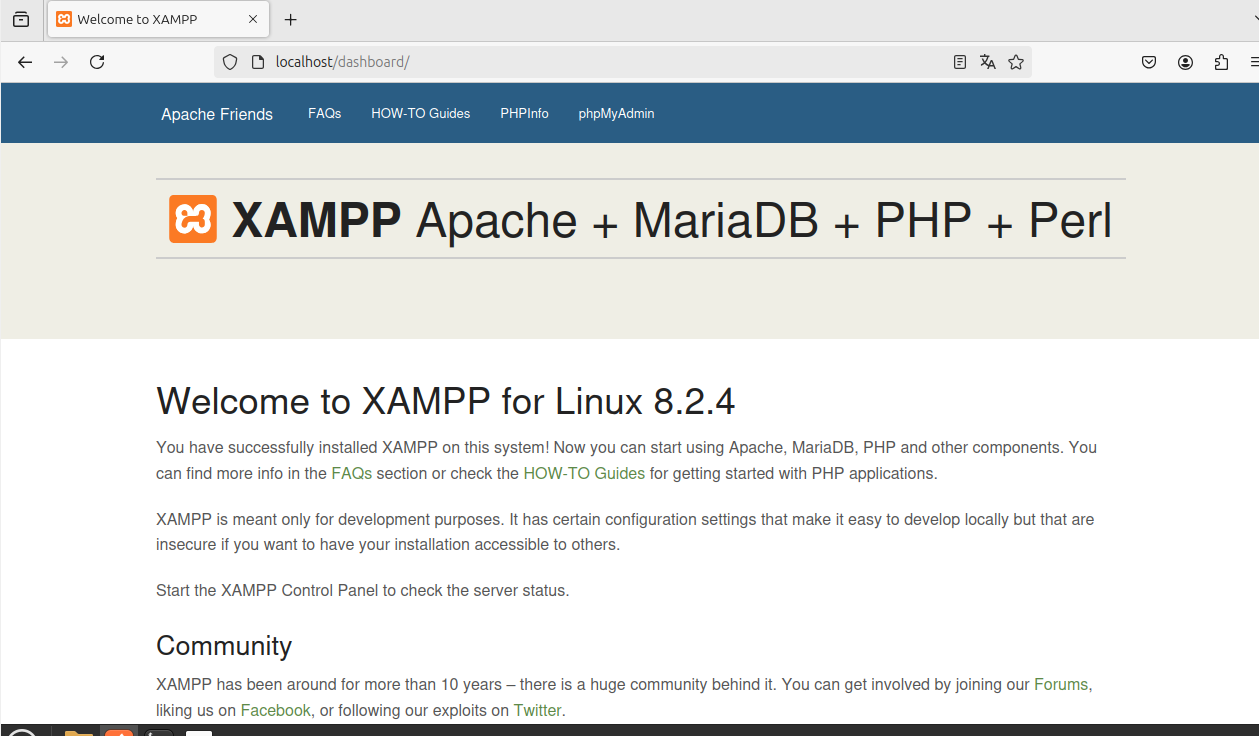 Welcome to XAMPP
localhost/dashboard/
Apache Friends FAQs HOW-TO Guides PHPInfo phpMyAdmin
XAMPP Apache + MariaDB + PHP + Perl
Welcome to XAMPP for Linux 8.2.4
You have successfully installed XAMPP on this system! Now you can start using Apache, MariaDB, PHP and other components. You
can find more info in the FAQs section or check the HOW-TO Guides for getting started with PHP applications.
XAMPP is meant only for development purposes. It has certain configuration settings that make it easy to develop locally but that are
insecure if you want to have your installation accessible to others.
Start the XAMPP Control Panel to check the server status.
Community
XAMPP has been around for more than 10 years – there is a huge community behind it. You can get involved by joining our Forums,
liking us on Facebook, or following our exploits on Twitter.